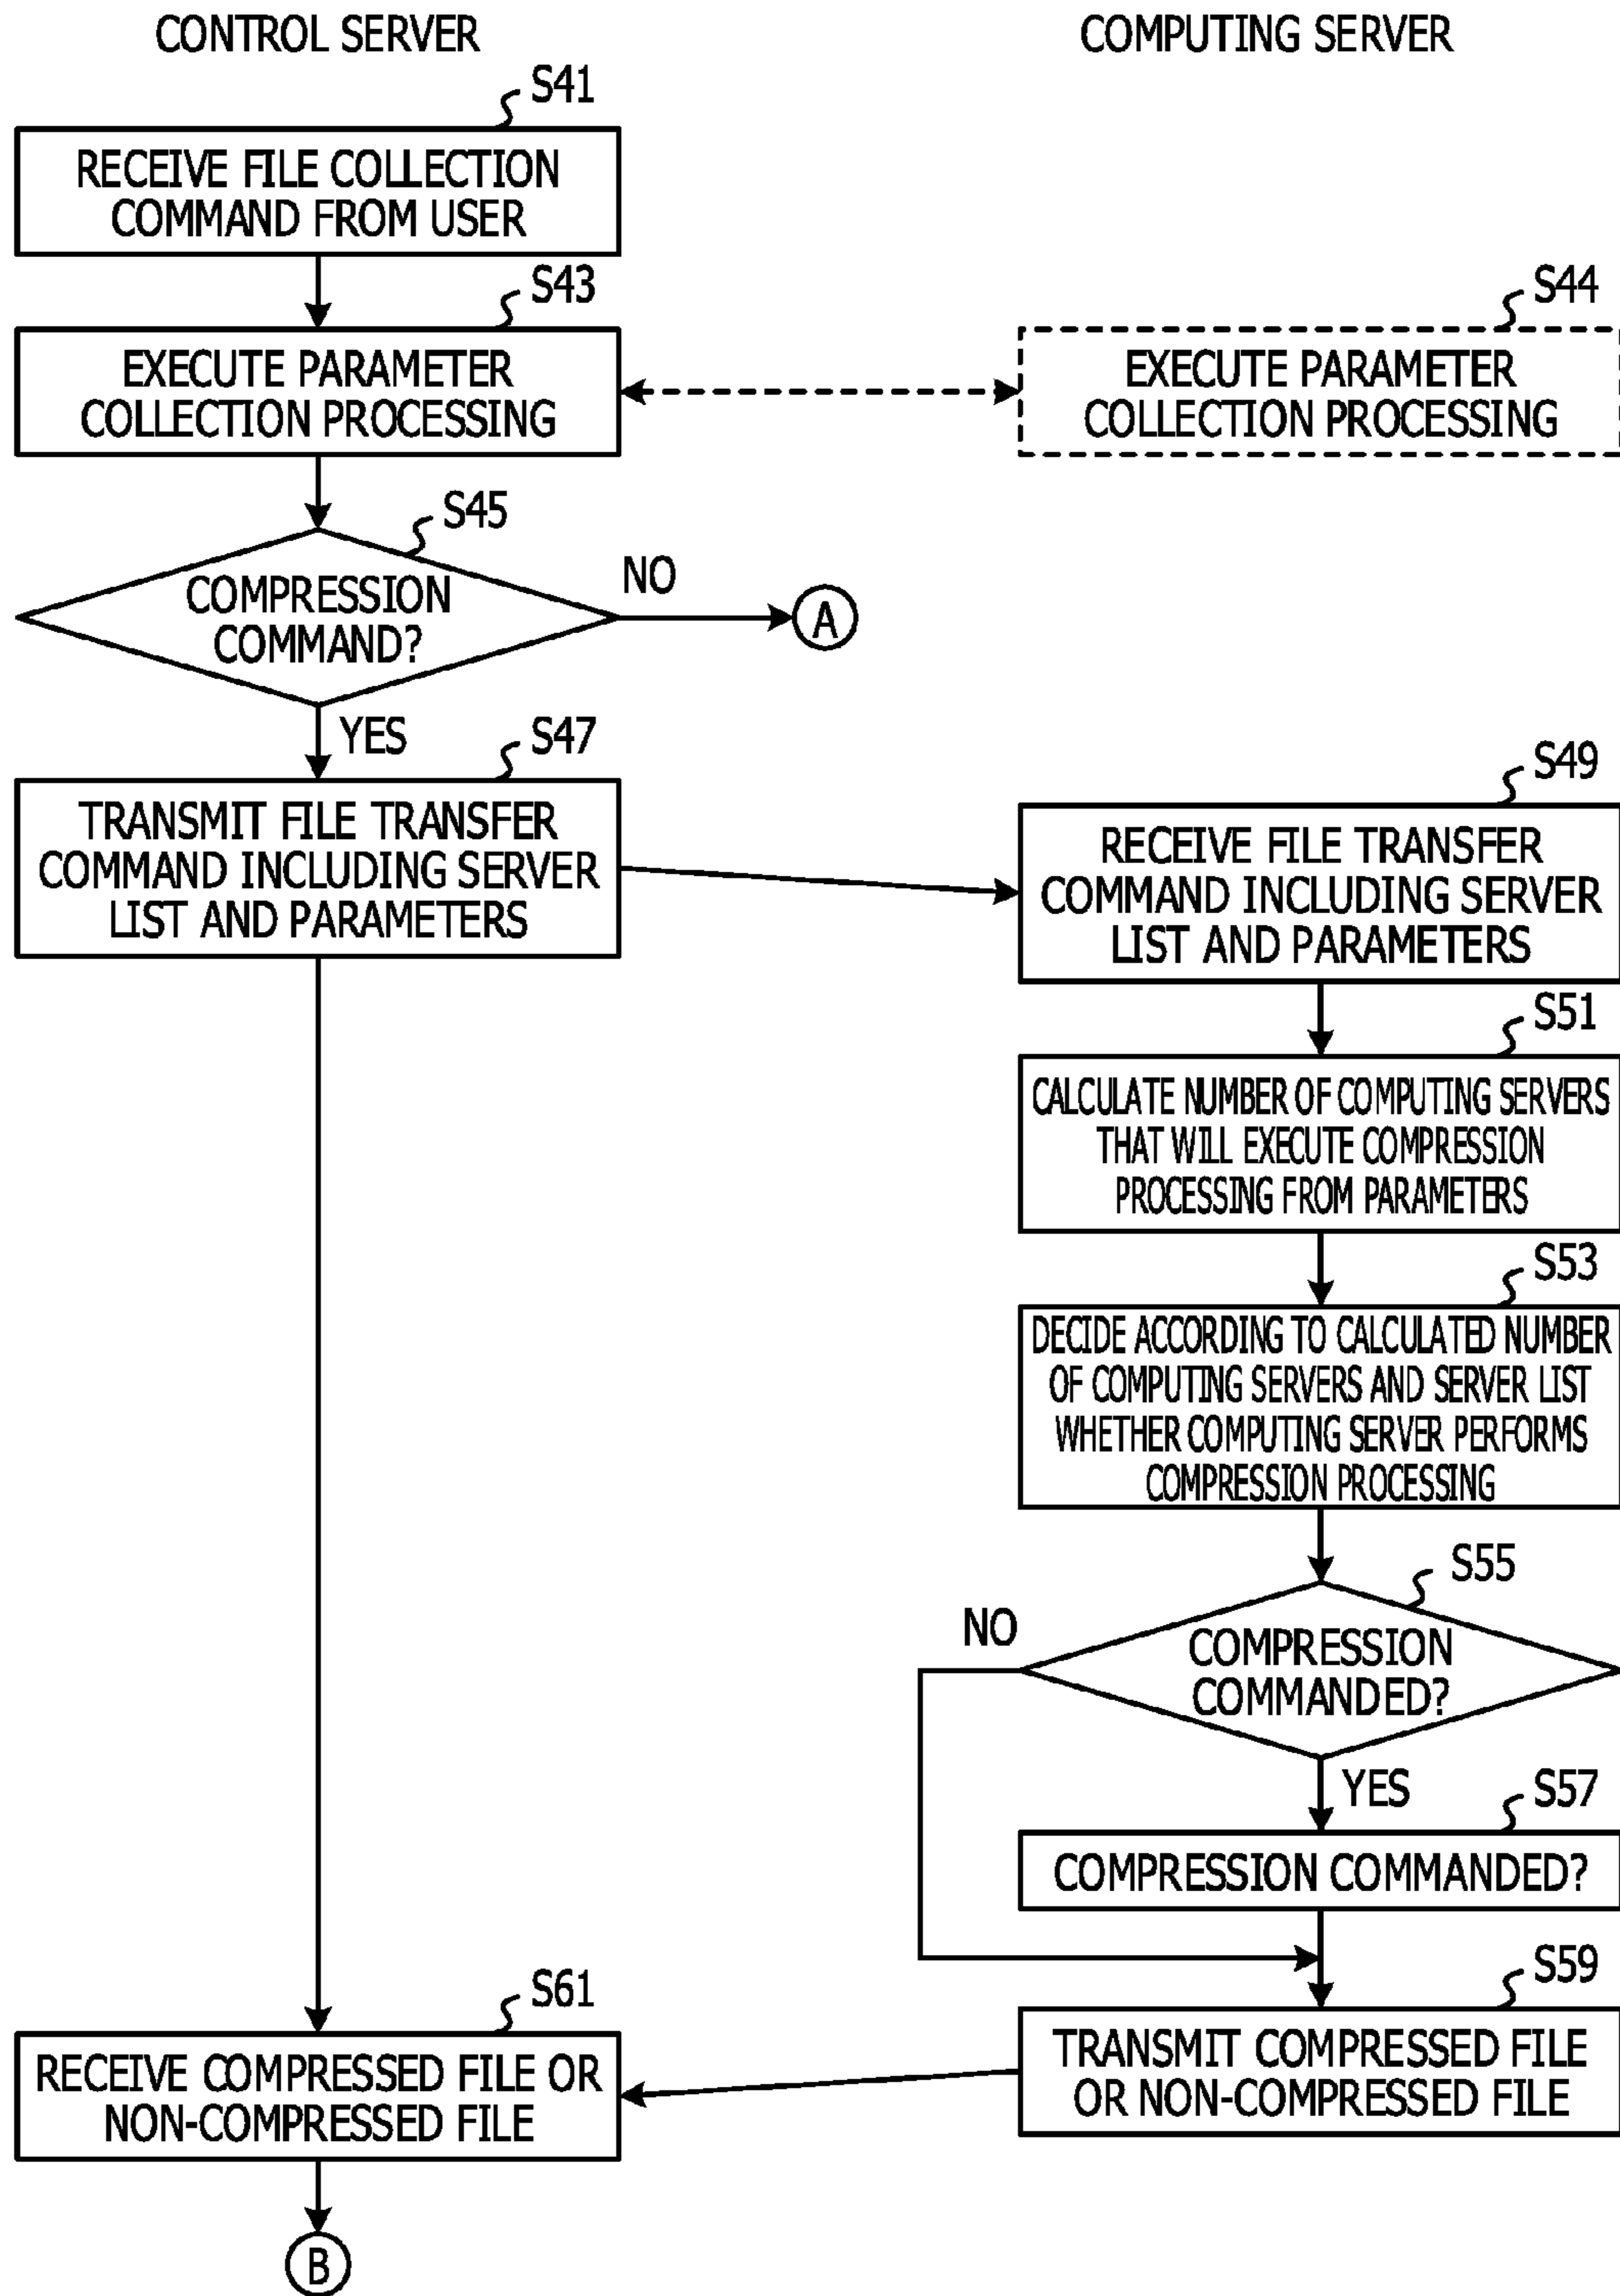 CONTROL SERVER
COMPUTING SERVER
S41
RECEIVE FILE COLLECTION
COMMAND FROM USER
S43
EXECUTE PARAMETER
COLLECTION PROCESSING
S44
EXECUTE PARAMETER
COLLECTION PROCESSING
S45
COMPRESSION
COMMAND?
NO
A
YES
S47
TRANSMIT FILE TRANSFER
COMMAND INCLUDING SERVER
LIST AND PARAMETERS
S49
RECEIVE FILE TRANSFER
COMMAND INCLUDING SERVER
LIST AND PARAMETERS
S51
CALCULATE NUMBER OF COMPUTING SERVERS
THAT WILL EXECUTE COMPRESSION
PROCESSING FROM PARAMETERS
S53
DECIDE ACCORDING TO CALCULATED NUMBER
OF COMPUTING SERVERS AND SERVER LIST
WHETHER COMPUTING SERVER PERFORMS
COMPRESSION PROCESSING
S55
COMPRESSION
COMMANDED?
NO
YES
S57
COMPRESSION COMMANDED?
S59
TRANSMIT COMPRESSED FILE
OR NON-COMPRESSED FILE
S61
RECEIVE COMPRESSED FILE OR
NON-COMPRESSED FILE
B